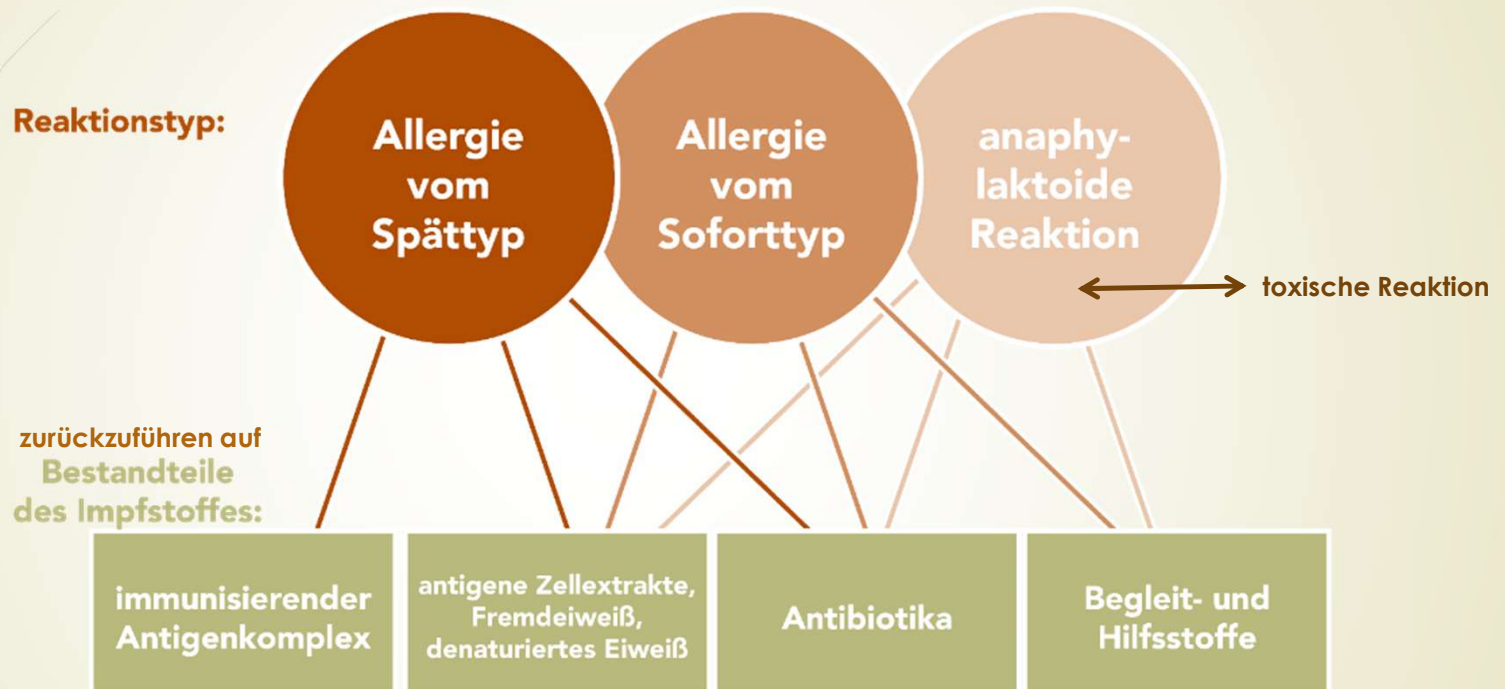 Reaktionstyp:
Allergie
vom
Spättyp
Allergie
vom
Soforttyp
anaphy-
laktoide
Reaktion
toxische Reaktion
zurückzuführen auf
Bestandteile
des Impfstoffes:
immunisierender
Antigenkomplex
antigene Zellextrakte,
Fremdeiweiß,
denaturiertes Eiweiß
Antibiotika
Begleit- und
Hilfsstoffe